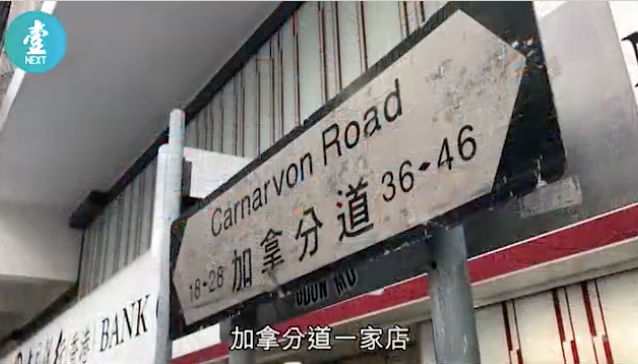 壹
NEXT
Carnarvon Road
18-28 加拿分道 36-46
BANK
加拿分道一家店